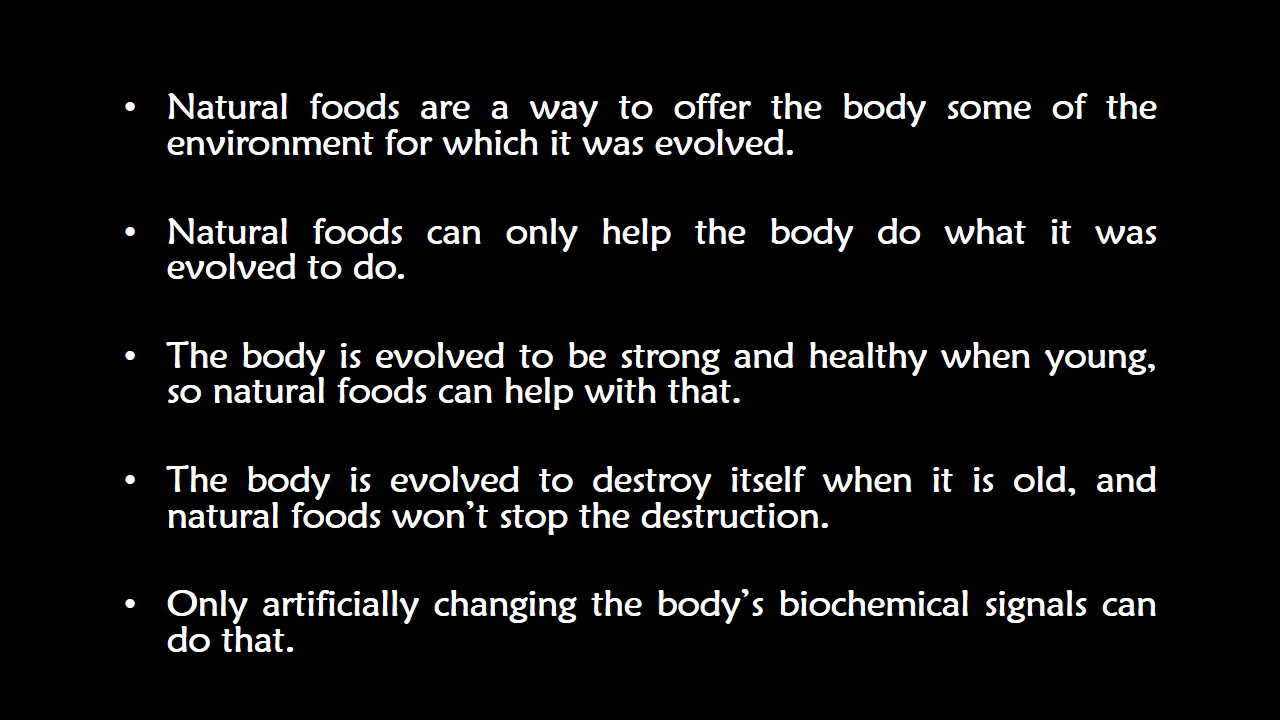 • Natural foods are a way to offer the body some of the
environment for which it was evolved.
• Natural foods can only help the body do what it was
evolved to do.
• The body is evolved to be strong and healthy when young,
so natural foods can help with that.
• The body is evolved to destroy itself when it is old, and
natural foods won’t stop the destruction.
• Only artificially changing the body’s biochemical signals can
do that.